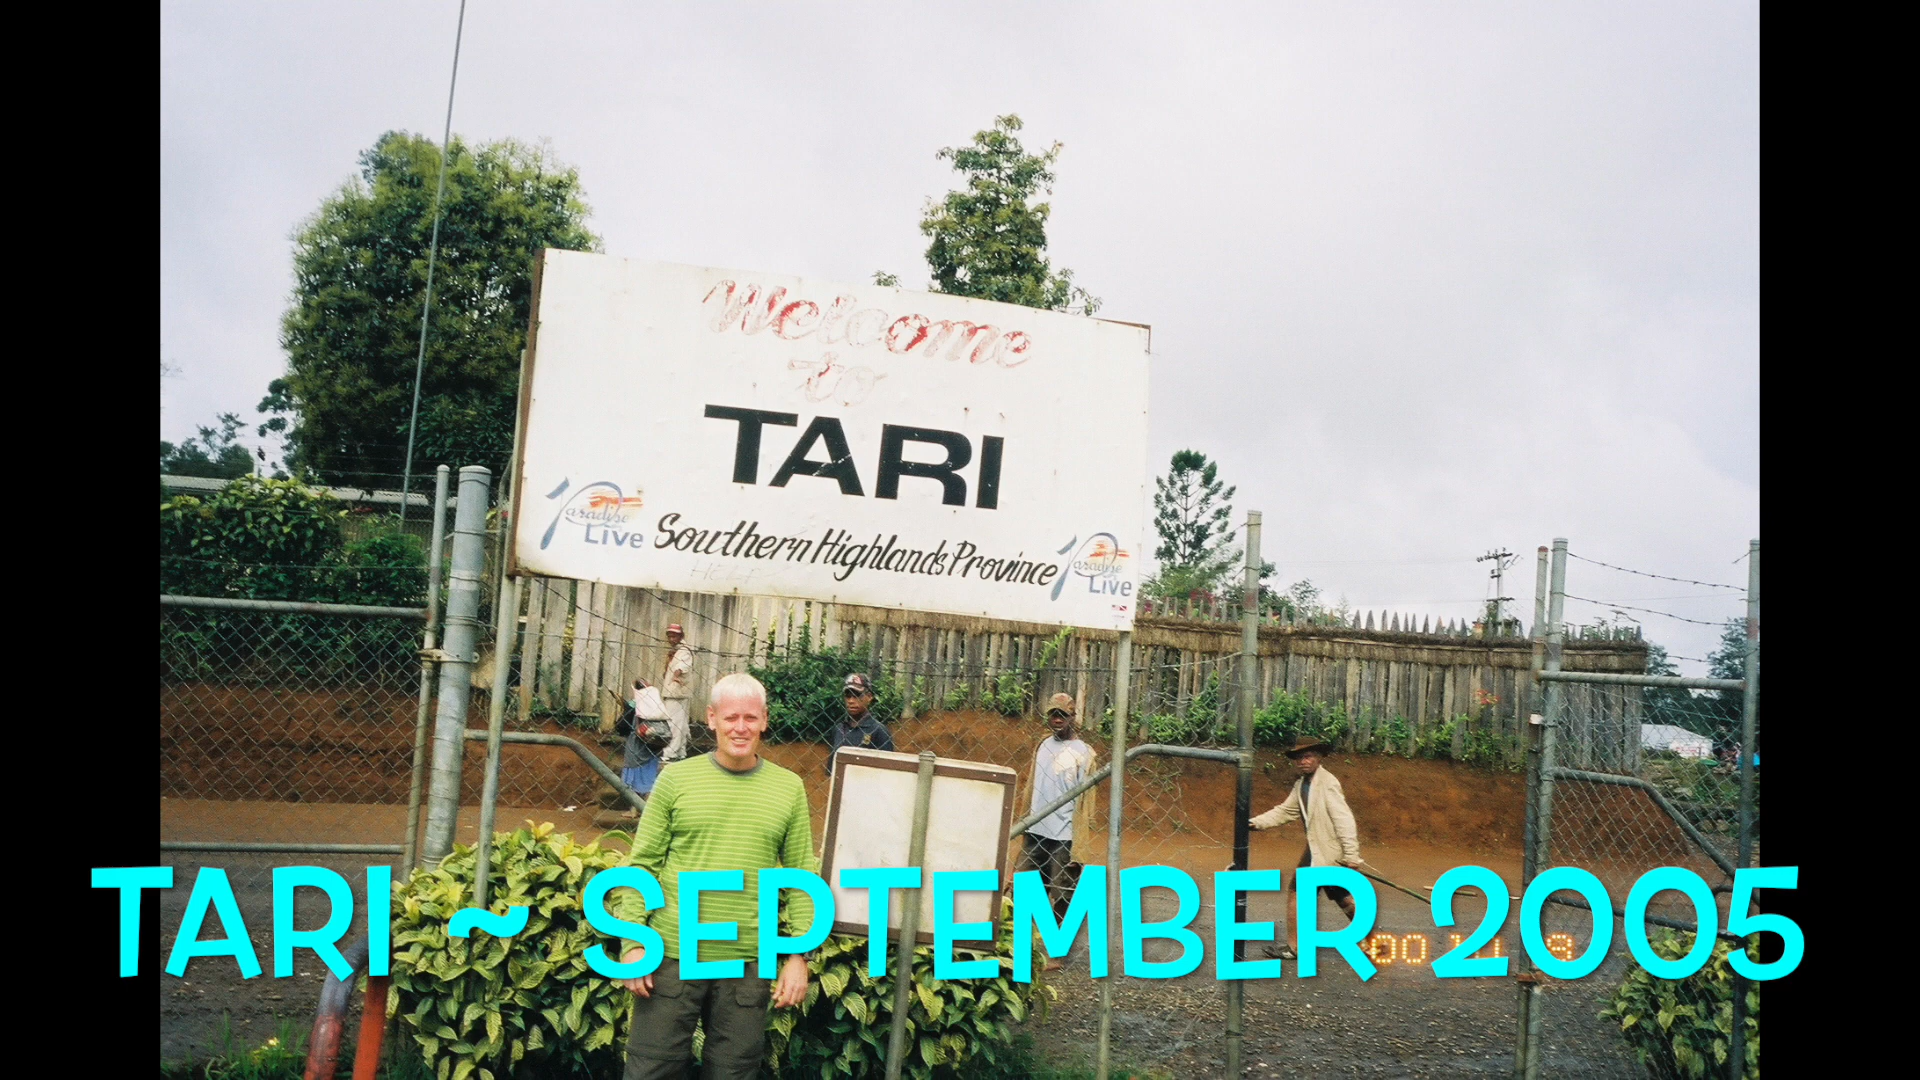 Welcome
to
TARI
Paradise Live Southern Highlands Province Paradise Live
TARI ~ SEPTEMBER 2005